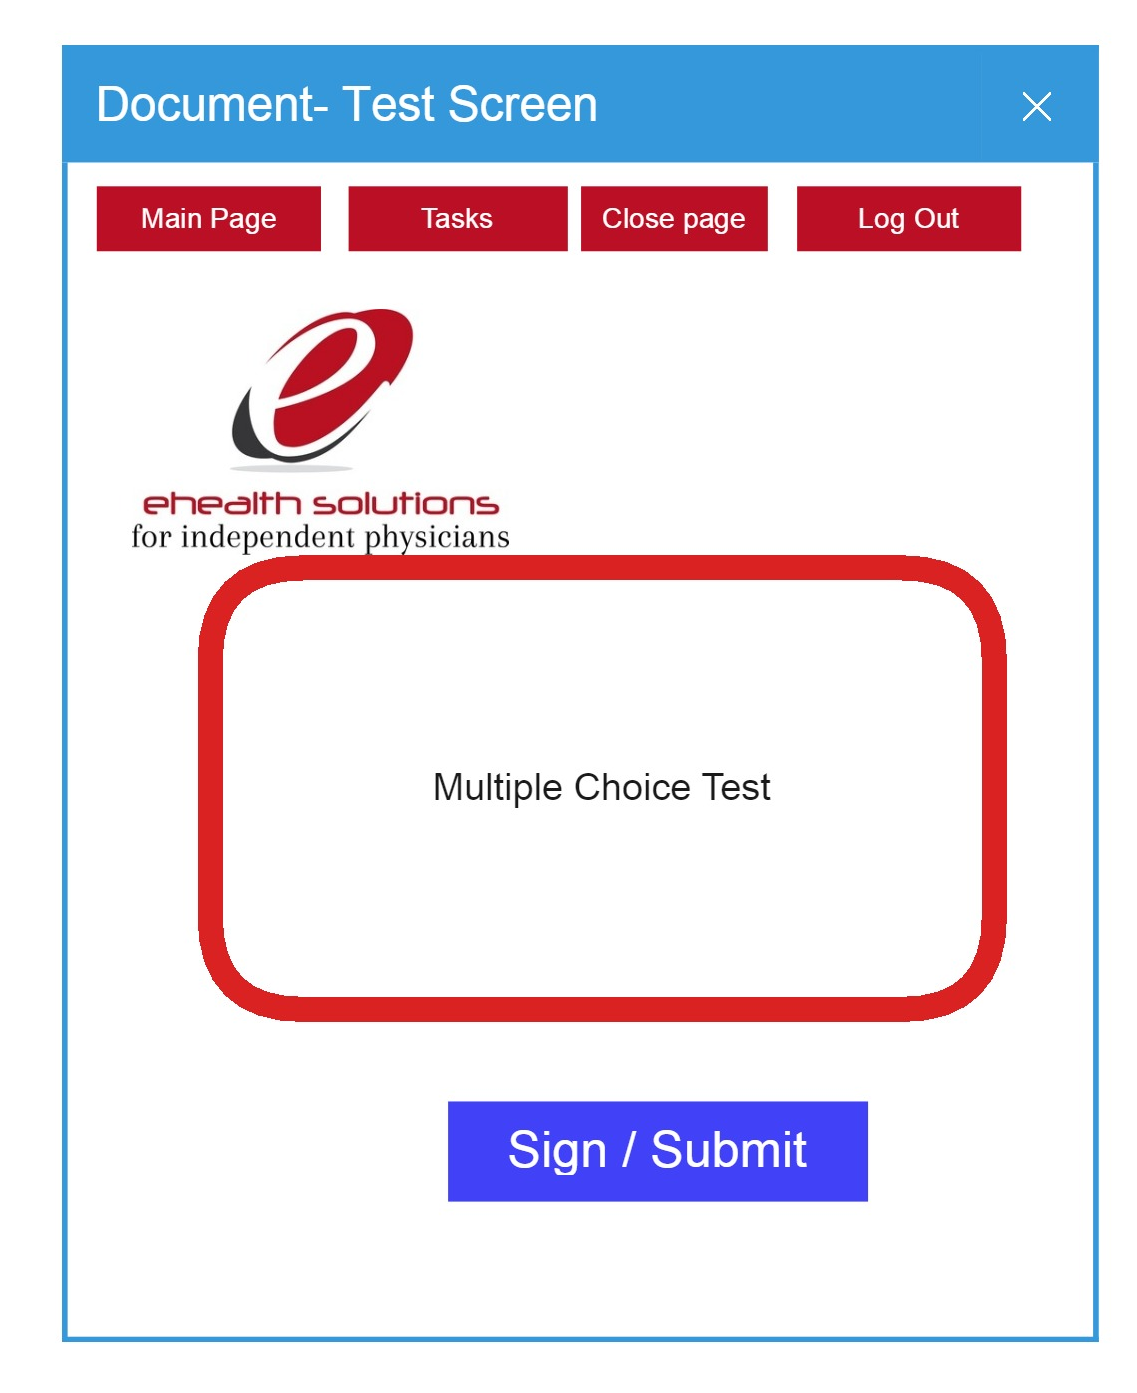 Document- Test Screen
Main Page Tasks Close page Log Out
ehealth solutions
for independent physicians
Multiple Choice Test
Sign / Submit